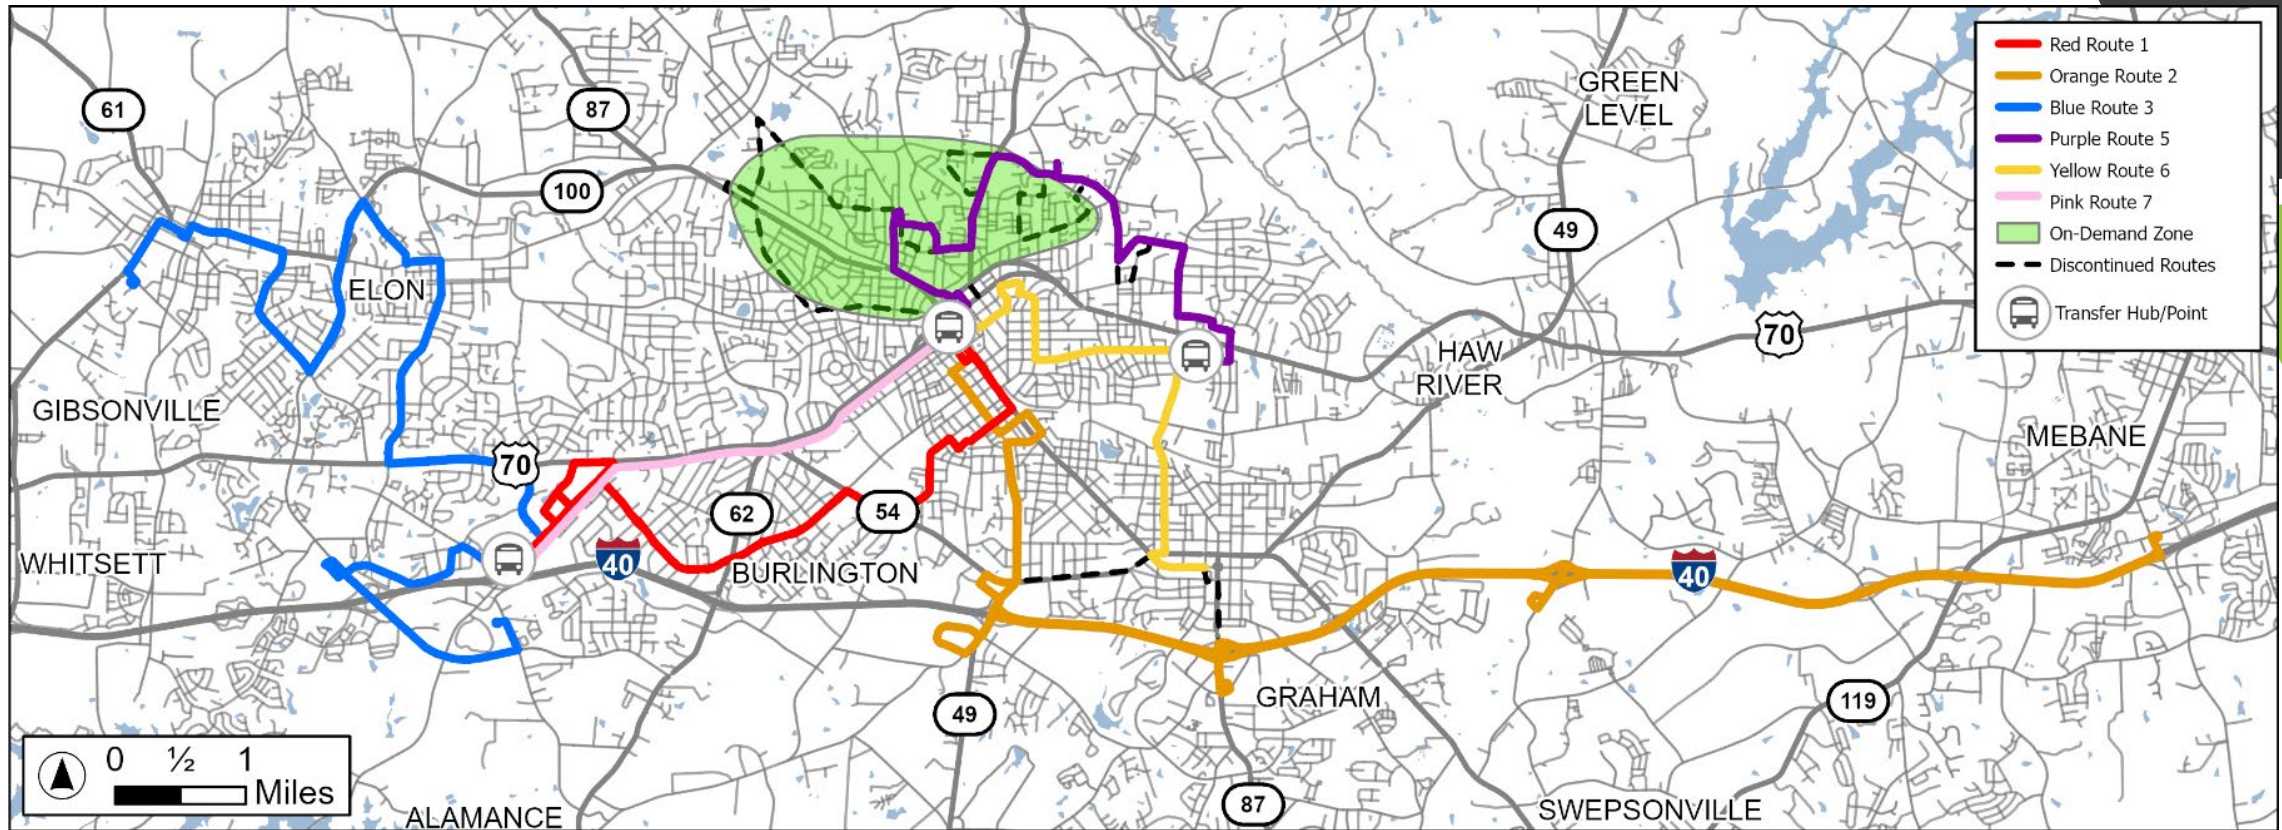 61
87
100
ELON
GIBSONVILLE
70
WHITSETT
62
54
40
BURLINGTON
49
GRAHAM
87
ALAMANCE
GREEN
LEVEL
49
70
HAW
RIVER
MEBANE
40
119
SWEPSONVILLE
Red Route 1
Orange Route 2
Blue Route 3
Purple Route 5
Yellow Route 6
Pink Route 7
On-Demand Zone
Discontinued Routes
Transfer Hub/Point
0 ½ 1
Miles